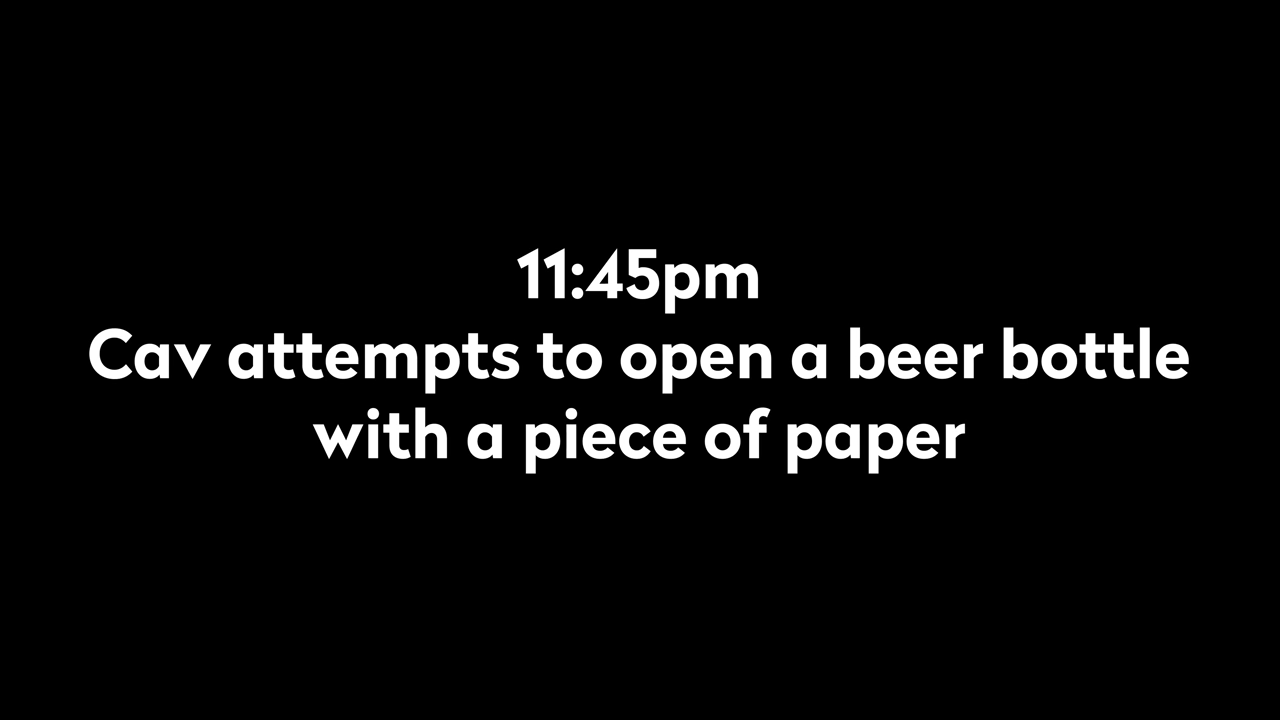 11:45pm
Cav attempts to open a beer bottle
with a piece of paper